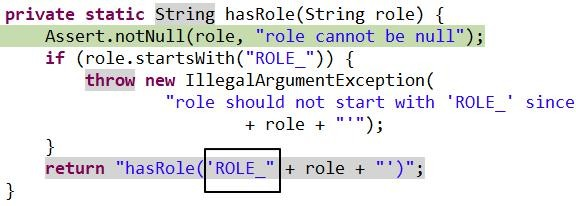 private static String hasRole(String role) {
Assert.notNull(role, "role cannot be null");
if (role.startsWith("ROLE_")) {
throw new IllegalArgumentException(
"role should not start with 'ROLE_' since
+ role + "'");
}
return "hasRole('ROLE_" + role + "')";
}